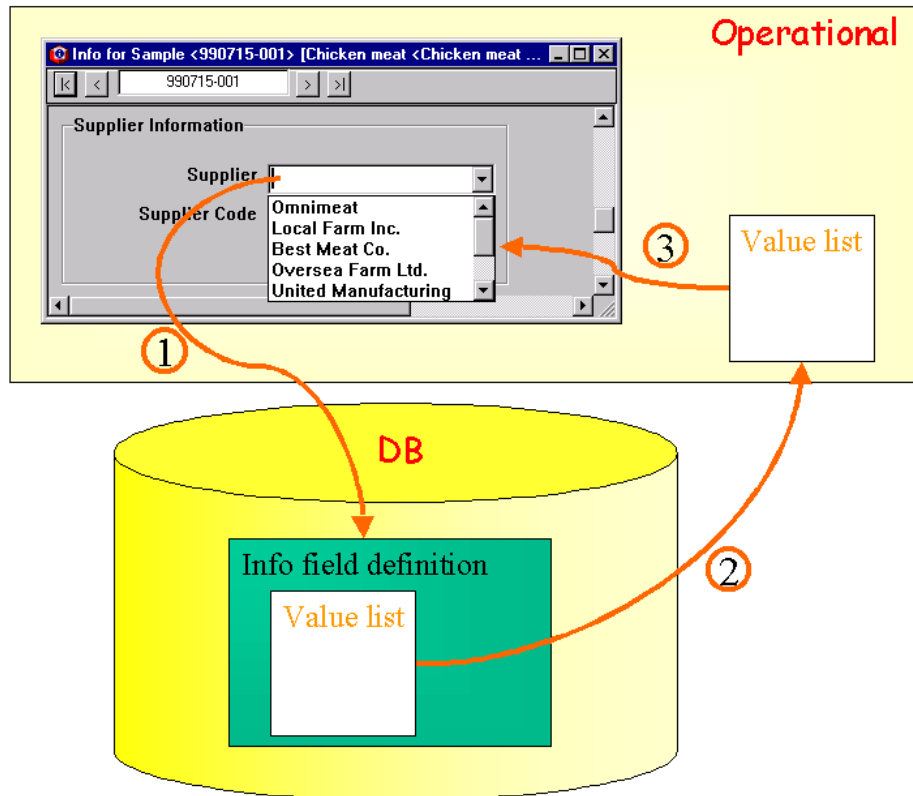 Operational
Info for Sample <990715-001> [Chicken meat <Chicken meat ...
990715-001
Supplier Information
Supplier
Supplier Code
Omnimeat
Local Farm Inc.
Best Meat Co.
Oversea Farm Ltd.
United Manufacturing
3
Value list
1
DB
Info field definition
Value list
2